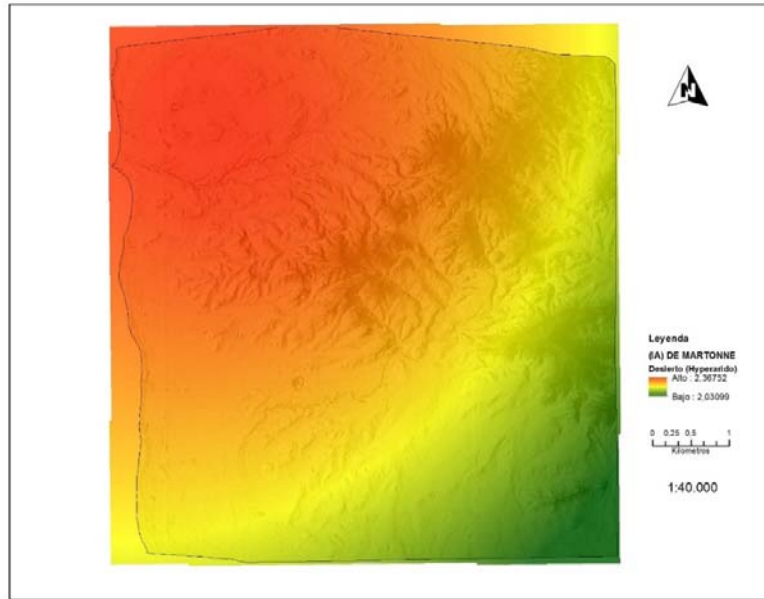 N
Leyenda
(IA) DE MARTONNE
Desierto (Hyperarido)
Alto : 2,36752
Bajo : 2,03099
0 0,25 0,5 1
Kilometros
1:40.000